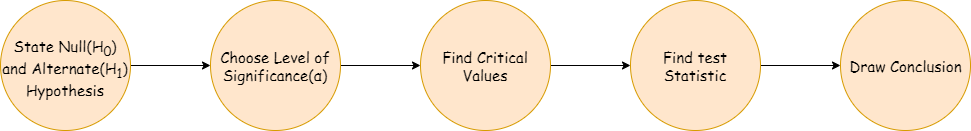 State Null(H₀)
and Alternate(H₁)
Hypothesis
Choose Level of
Significance(α)
Find Critical
Values
Find test
Statistic
Draw Conclusion